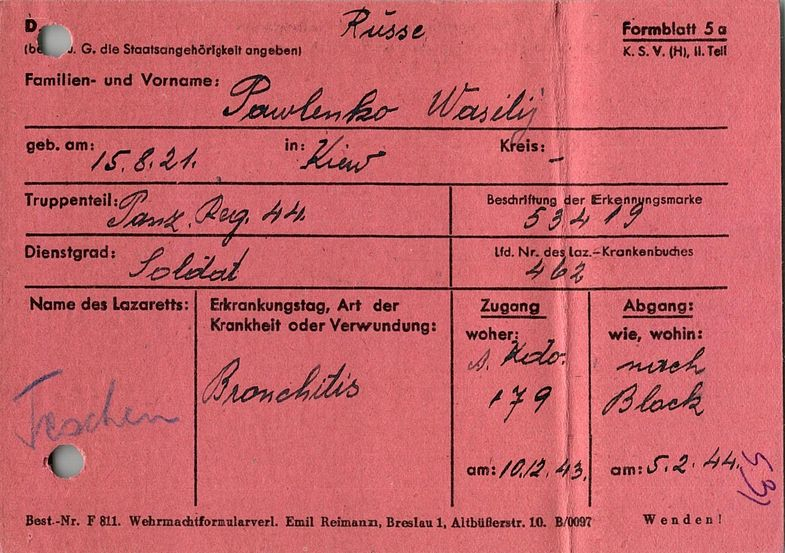 D. Russe Formblatt 5a
(bei u. G. die Staatsangehörigkeit angeben) K. S. V. (H), II. Teil
Familien- und Vorname:
Pawlenko Wasilij
geb. am: 15.8.21. in: Kiew Kreis: –
Truppenteil: Panz. Reg. 44. Beschriftung der Erkennungsmarke
53419
Dienstgrad: Soldat Lfd. Nr. des Laz.-Krankenbuches
462
Name des Lazaretts: Erkrankungstag, Art der Krankheit oder Verwundung: Zugang woher: Abgang: wie, wohin:
Teschen
Bronchitis
A. Kdo. 179
nach Block
am: 10.12.43. am: 5.2.44.
531
Best.-Nr. F 811. Wehrmachtformularverl. Emil Reimann, Breslau 1, Altbüßerstr. 10. B/0097 Wenden!